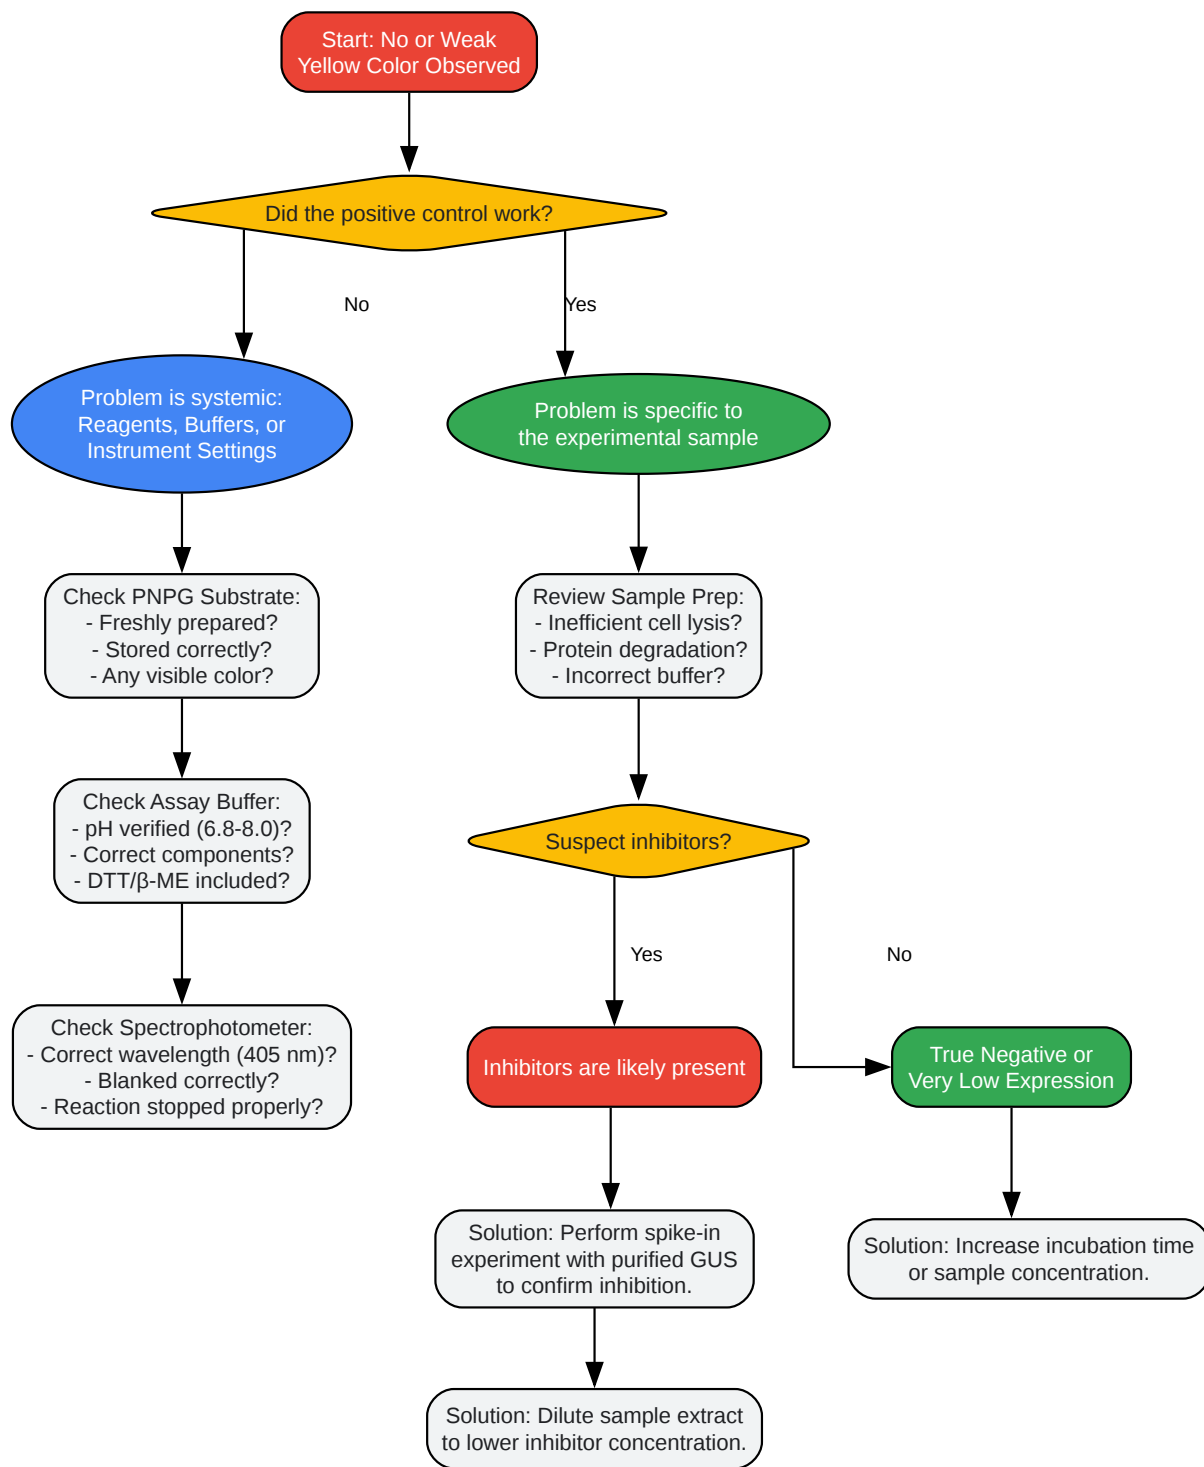 Start: No or Weak
Yellow Color Observed
Did the positive control work?
No
Yes
Problem is systemic:
Reagents, Buffers, or
Instrument Settings
Problem is specific to
the experimental sample
Check PNPG Substrate:
- Freshly prepared?
- Stored correctly?
- Any visible color?
Review Sample Prep:
- Inefficient cell lysis?
- Protein degradation?
- Incorrect buffer?
Check Assay Buffer:
- pH verified (6.8-8.0)?
- Correct components?
- DTT/β-ME included?
Suspect inhibitors?
Yes
No
Check Spectrophotometer:
- Correct wavelength (405 nm)?
- Blanked correctly?
- Reaction stopped properly?
Inhibitors are likely present
True Negative or
Very Low Expression
Solution: Perform spike-in
experiment with purified GUS
to confirm inhibition.
Solution: Increase incubation time
or sample concentration.
Solution: Dilute sample extract
to lower inhibitor concentration.